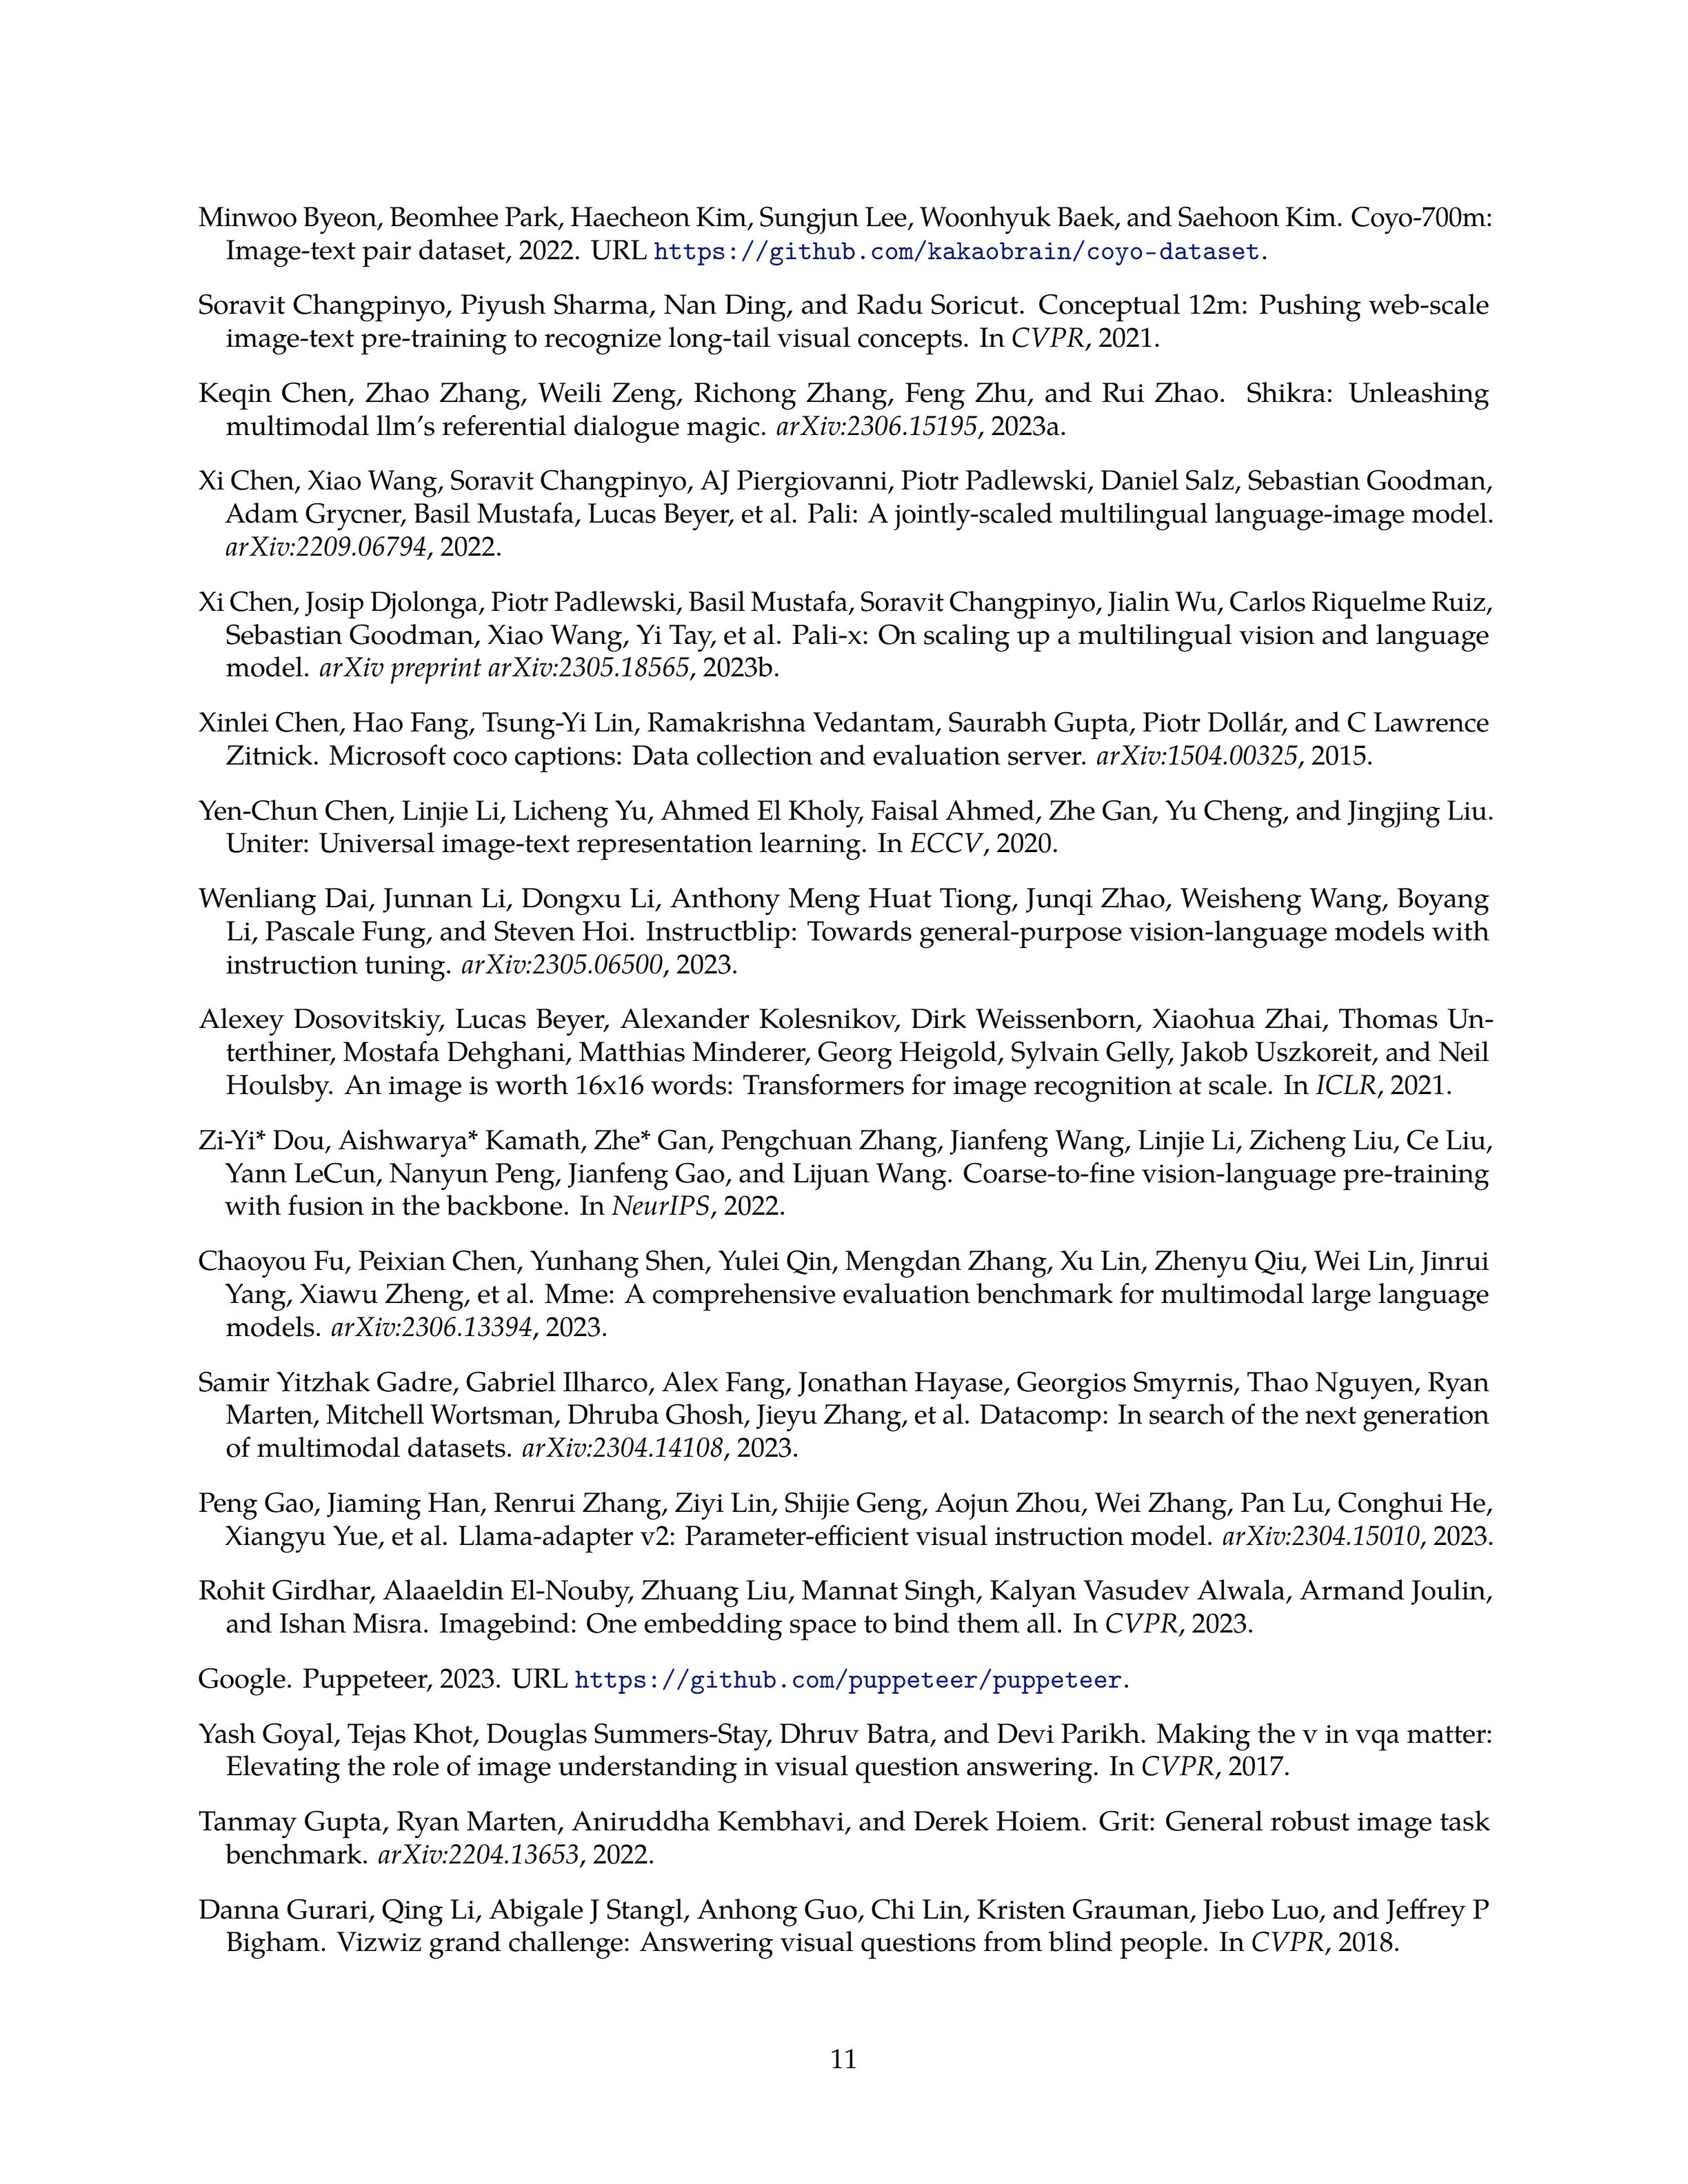 Minwoo Byeon, Beomhee Park, Haecheon Kim, Sungjun Lee, Woonhyuk Baek, and Saehoon Kim. Coyo-700m:
Image-text pair dataset, 2022. URL https://github.com/kakaobrain/coyo-dataset.
Soravit Changpinyo, Piyush Sharma, Nan Ding, and Radu Soricut. Conceptual 12m: Pushing web-scale
image-text pre-training to recognize long-tail visual concepts. In CVPR, 2021.
Keqin Chen, Zhao Zhang, Weili Zeng, Richong Zhang, Feng Zhu, and Rui Zhao. Shikra: Unleashing
multimodal llm's referential dialogue magic. arXiv:2306.15195, 2023a.
Xi Chen, Xiao Wang, Soravit Changpinyo, AJ Piergiovanni, Piotr Padlewski, Daniel Salz, Sebastian Goodman,
Adam Grycner, Basil Mustafa, Lucas Beyer, et al. Pali: A jointly-scaled multilingual language-image model.
arXiv:2209.06794, 2022.
Xi Chen, Josip Djolonga, Piotr Padlewski, Basil Mustafa, Soravit Changpinyo, Jialin Wu, Carlos Riquelme Ruiz,
Sebastian Goodman, Xiao Wang, Yi Tay, et al. Pali-x: On scaling up a multilingual vision and language
model. arXiv preprint arXiv:2305.18565, 2023b.
Xinlei Chen, Hao Fang, Tsung-Yi Lin, Ramakrishna Vedantam, Saurabh Gupta, Piotr Dollár, and C Lawrence
Zitnick. Microsoft coco captions: Data collection and evaluation server. arXiv:1504.00325, 2015.
Yen-Chun Chen, Linjie Li, Licheng Yu, Ahmed El Kholy, Faisal Ahmed, Zhe Gan, Yu Cheng, and Jingjing Liu.
Uniter: Universal image-text representation learning. In ECCV, 2020.
Wenliang Dai, Junnan Li, Dongxu Li, Anthony Meng Huat Tiong, Junqi Zhao, Weisheng Wang, Boyang
Li, Pascale Fung, and Steven Hoi. Instructblip: Towards general-purpose vision-language models with
instruction tuning. arXiv:2305.06500, 2023.
Alexey Dosovitskiy, Lucas Beyer, Alexander Kolesnikov, Dirk Weissenborn, Xiaohua Zhai, Thomas Un-
terthiner, Mostafa Dehghani, Matthias Minderer, Georg Heigold, Sylvain Gelly, Jakob Uszkoreit, and Neil
Houlsby. An image is worth 16x16 words: Transformers for image recognition at scale. In ICLR, 2021.
Zi-Yi* Dou, Aishwarya* Kamath, Zhe* Gan, Pengchuan Zhang, Jianfeng Wang, Linjie Li, Zicheng Liu, Ce Liu,
Yann LeCun, Nanyun Peng, Jianfeng Gao, and Lijuan Wang. Coarse-to-fine vision-language pre-training
with fusion in the backbone. In NeurIPS, 2022.
Chaoyou Fu, Peixian Chen, Yunhang Shen, Yulei Qin, Mengdan Zhang, Xu Lin, Zhenyu Qiu, Wei Lin, Jinrui
Yang, Xiawu Zheng, et al. Mme: A comprehensive evaluation benchmark for multimodal large language
models. arXiv:2306.13394, 2023.
Samir Yitzhak Gadre, Gabriel Ilharco, Alex Fang, Jonathan Hayase, Georgios Smyrnis, Thao Nguyen, Ryan
Marten, Mitchell Wortsman, Dhruba Ghosh, Jieyu Zhang, et al. Datacomp: In search of the next generation
of multimodal datasets. arXiv:2304.14108, 2023.
Peng Gao, Jiaming Han, Renrui Zhang, Ziyi Lin, Shijie Geng, Aojun Zhou, Wei Zhang, Pan Lu, Conghui He,
Xiangyu Yue, et al. Llama-adapter v2: Parameter-efficient visual instruction model. arXiv:2304.15010, 2023.
Rohit Girdhar, Alaaeldin El-Nouby, Zhuang Liu, Mannat Singh, Kalyan Vasudev Alwala, Armand Joulin,
and Ishan Misra. Imagebind: One embedding space to bind them all. In CVPR, 2023.
Google. Puppeteer, 2023. URL https://github.com/puppeteer/puppeteer.
Yash Goyal, Tejas Khot, Douglas Summers-Stay, Dhruv Batra, and Devi Parikh. Making the v in vqa matter:
Elevating the role of image understanding in visual question answering. In CVPR, 2017.
Tanmay Gupta, Ryan Marten, Aniruddha Kembhavi, and Derek Hoiem. Grit: General robust image task
benchmark. arXiv:2204.13653, 2022.
Danna Gurari, Qing Li, Abigale J Stangl, Anhong Guo, Chi Lin, Kristen Grauman, Jiebo Luo, and Jeffrey P
Bigham. Vizwiz grand challenge: Answering visual questions from blind people. In CVPR, 2018.
11